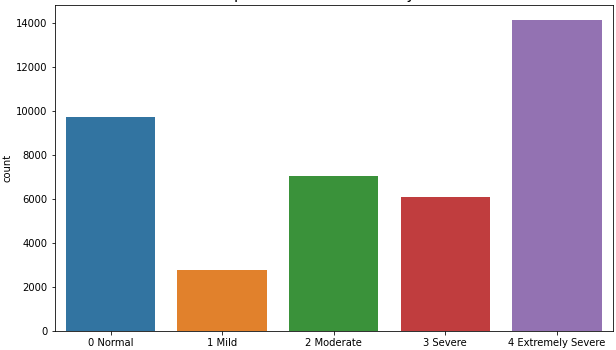 14000
12000
10000
8000
6000
4000
2000
0
count
0 Normal
1 Mild
2 Moderate
3 Severe
4 Extremely Severe